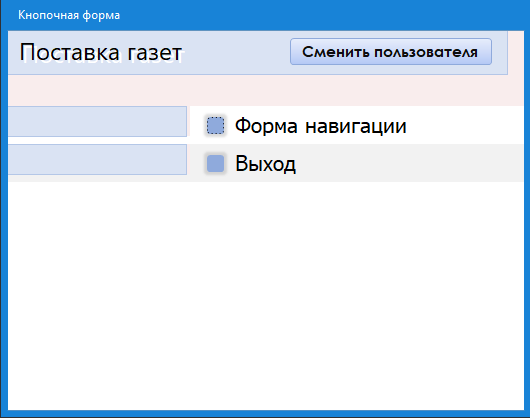 Кнопочная форма
Поставка газет
Сменить пользователя
Форма навигации
Выход